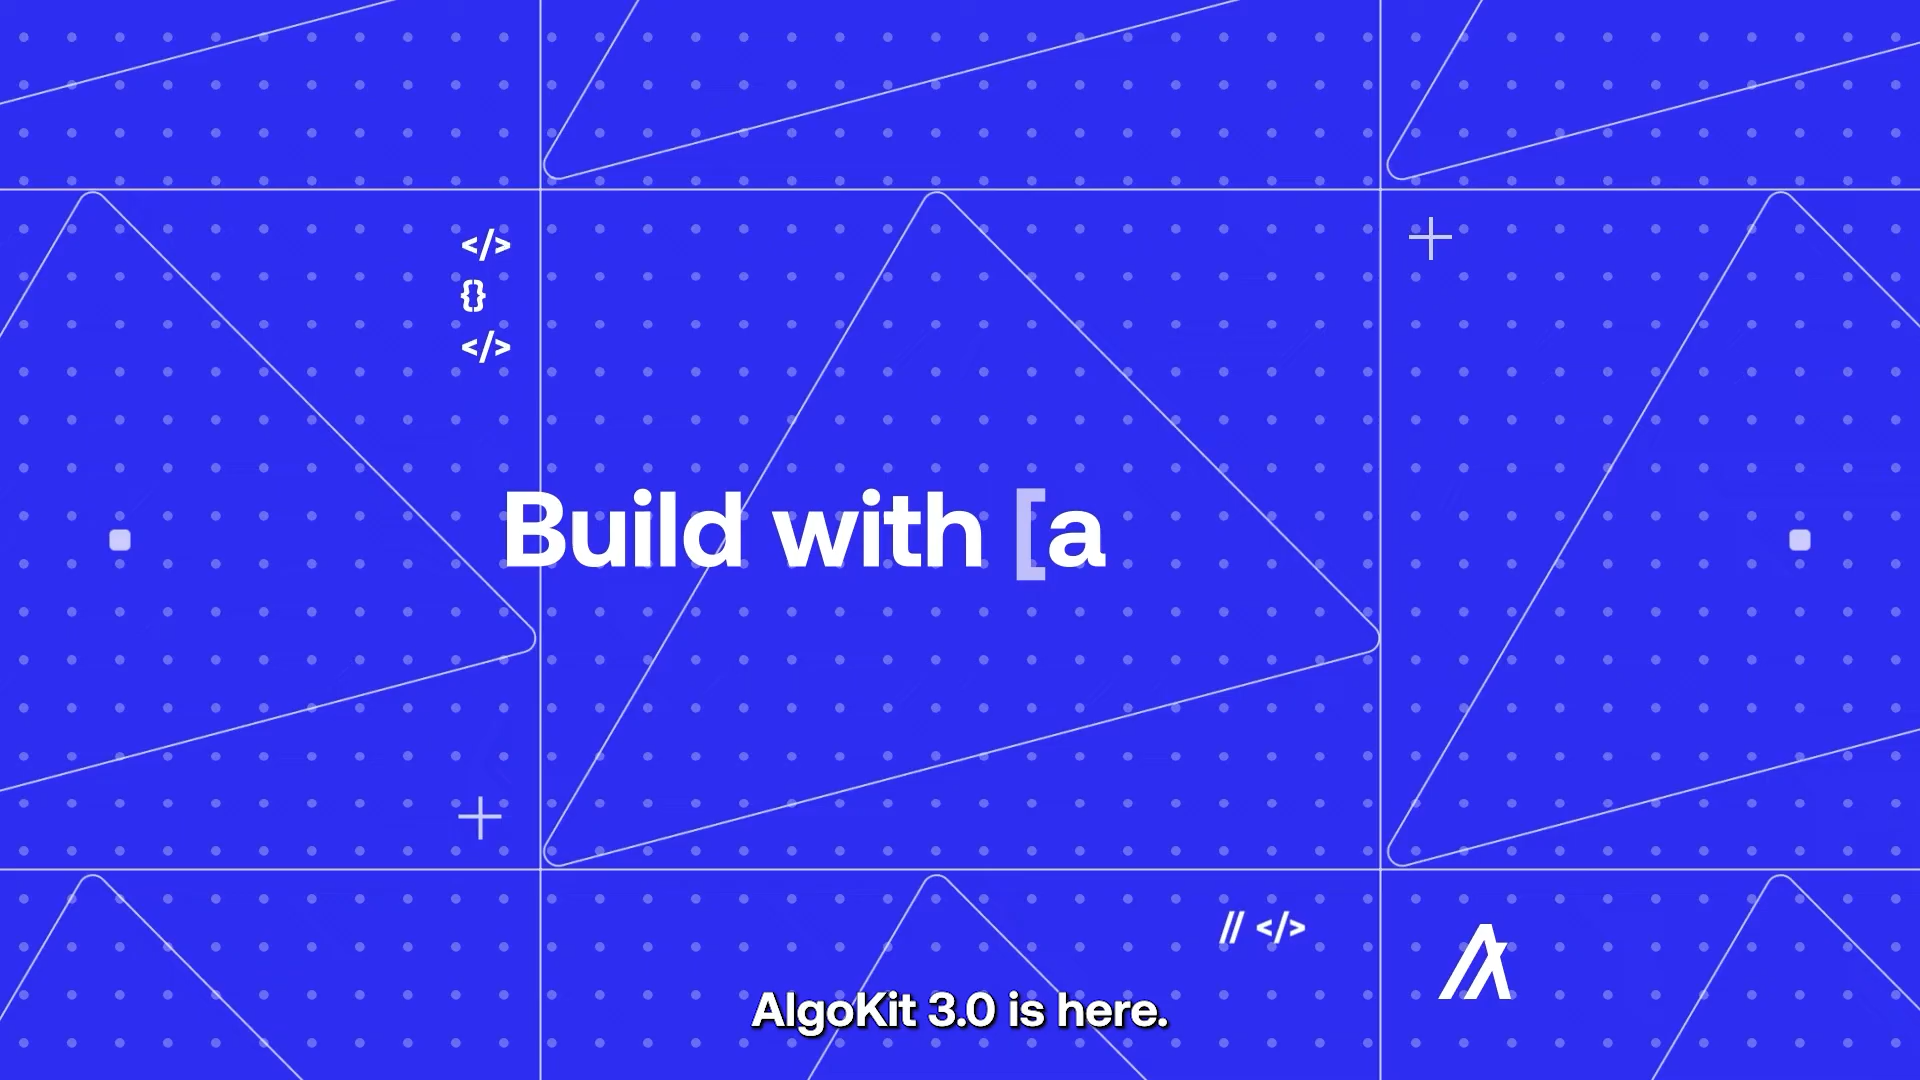 </>
{}
</>
Build with [a
// </>
AlgoKit 3.0 is here.